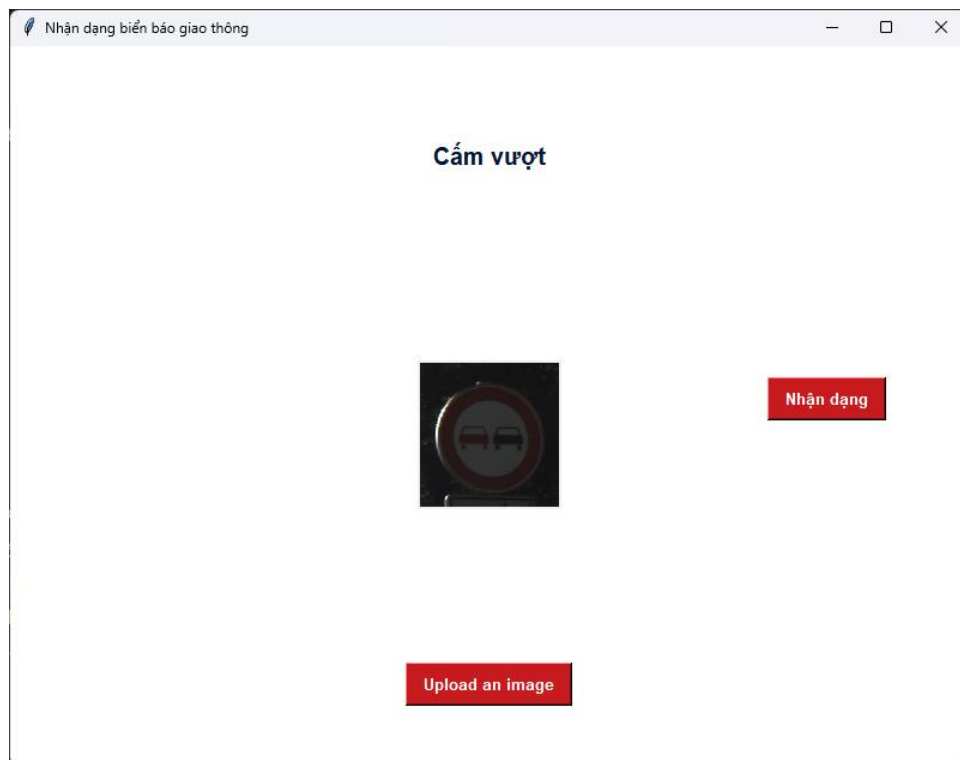 Nhận dạng biển báo giao thông
Cấm vượt
Nhận dạng
Upload an image